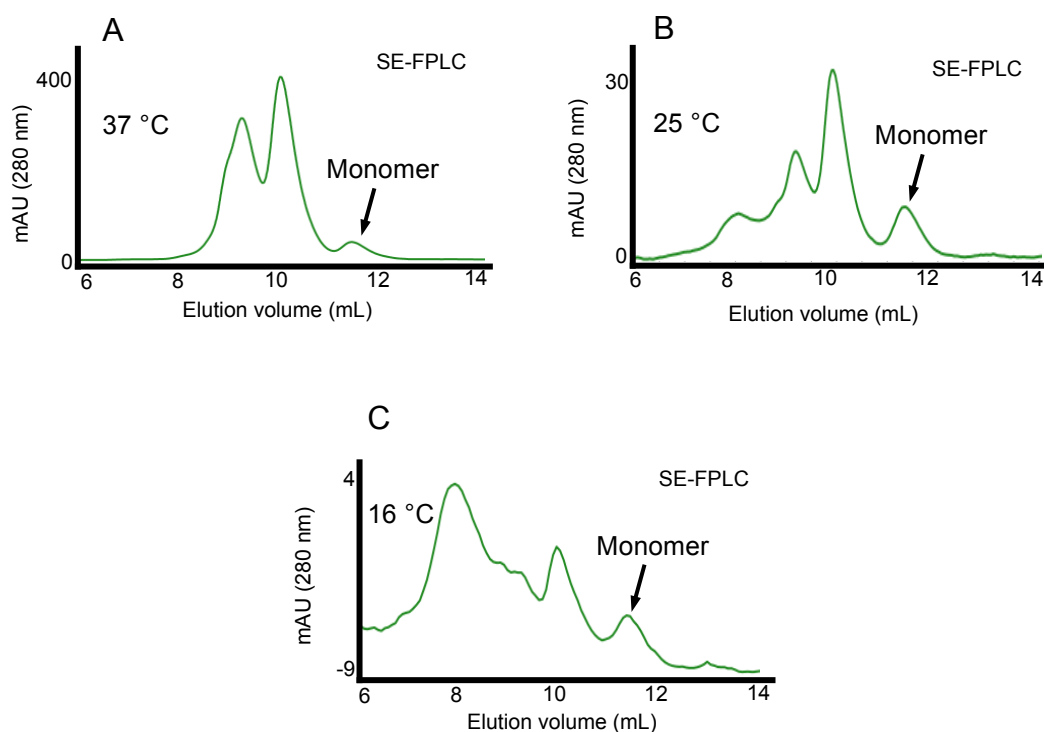 A
SE-FPLC
400
37 °C
Monomer
mAU (280 nm)
0
6 8 10 12 14
Elution volume (mL)
B
SE-FPLC
30
25 °C
Monomer
mAU (280 nm)
0
6 8 10 12 14
Elution volume (mL)
C
SE-FPLC
4
16 °C
Monomer
mAU (280 nm)
-9
6 8 10 12 14
Elution volume (mL)